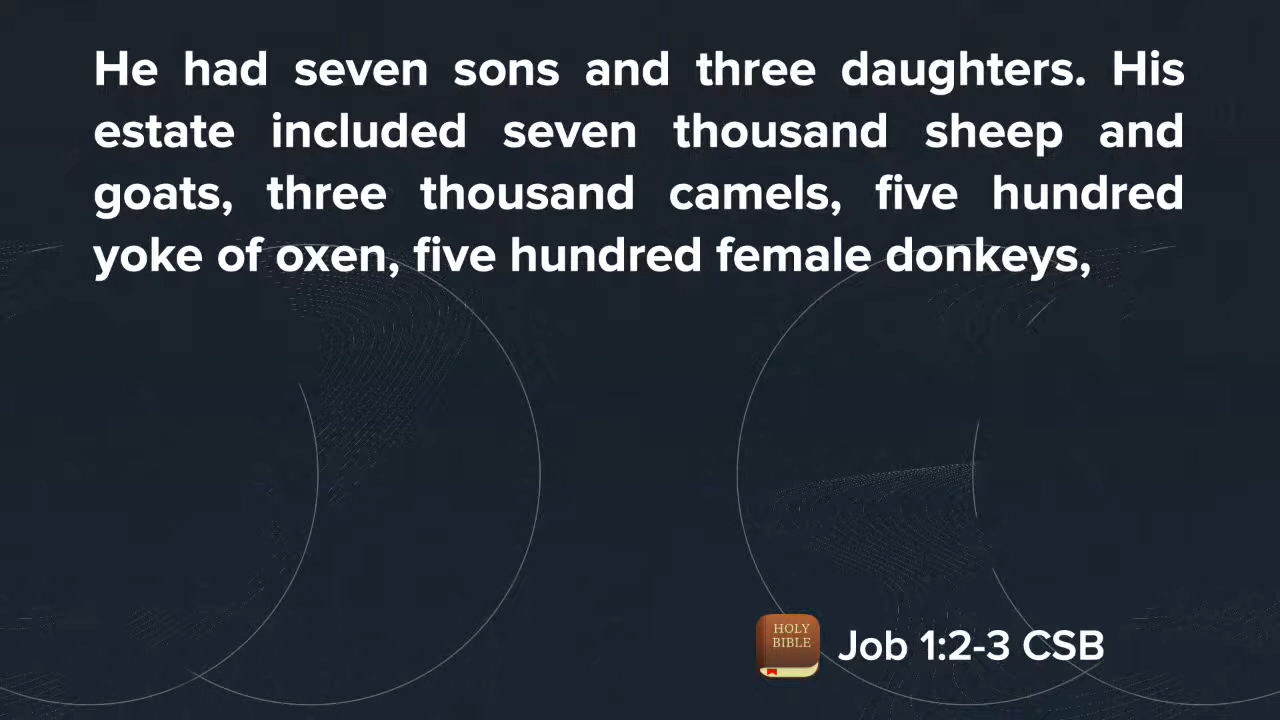 He had seven sons and three daughters. His
estate included seven thousand sheep and
goats, three thousand camels, five hundred
yoke of oxen, five hundred female donkeys,
HOLY
BIBLE
Job 1:2-3 CSB